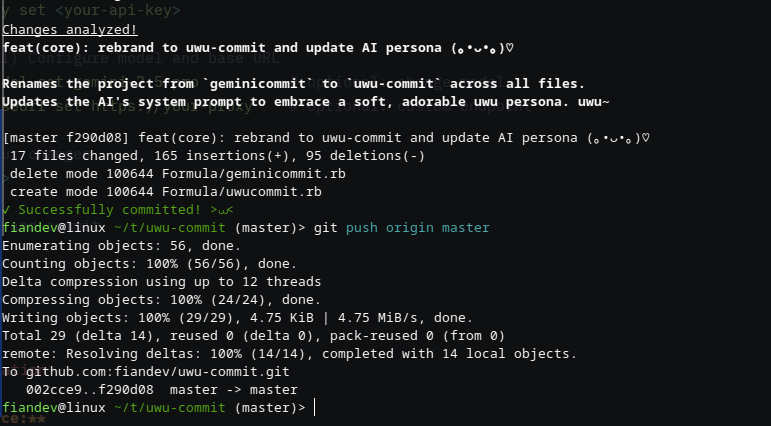 y set <your-api-key>
Changes analyzed!
feat(core): rebrand to uwu-commit and update AI persona (｡•ᴗ•｡)♡
Renames the project from `geminicommit` to `uwu-commit` across all files.
Updates the AI's system prompt to embrace a soft, adorable uwu persona. uwu~
[master f290d08] feat(core): rebrand to uwu-commit and update AI persona (｡•ᴗ•｡)♡
17 files changed, 165 insertions(+), 95 deletions(-)
delete mode 100644 Formula/geminicommit.rb
create mode 100644 Formula/uwucommit.rb
✓ Successfully committed! >ω<
fiandev@linux ~/t/uwu-commit (master)> git push origin master
Enumerating objects: 56, done.
Counting objects: 100% (56/56), done.
Delta compression using up to 12 threads
Compressing objects: 100% (24/24), done.
Writing objects: 100% (29/29), 4.75 KiB | 4.75 MiB/s, done.
Total 29 (delta 14), reused 0 (delta 0), pack-reused 0 (from 0)
remote: Resolving deltas: 100% (14/14), completed with 14 local objects.
To github.com:fiandev/uwu-commit.git
002cce9..f290d08  master -> master
fiandev@linux ~/t/uwu-commit (master)>
ce:**